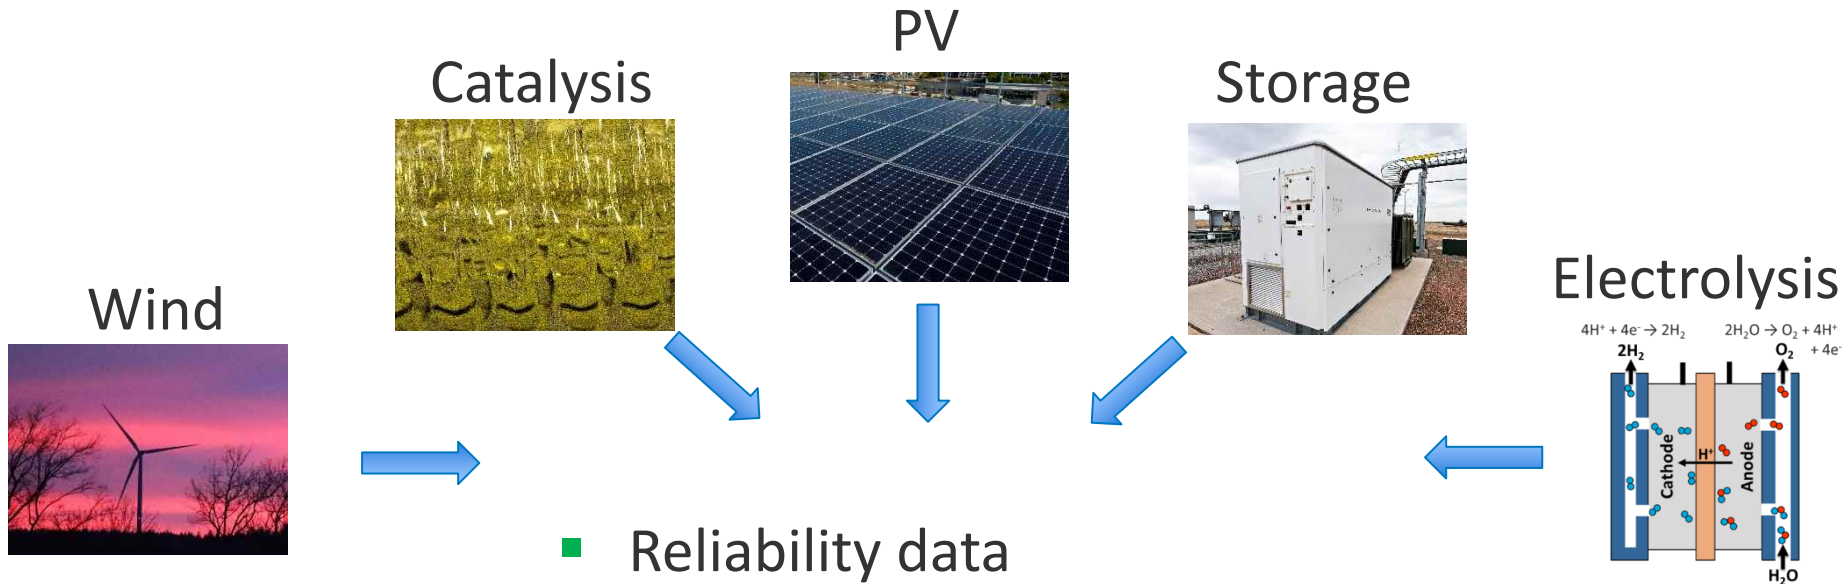 PV
Catalysis
Storage
Wind
Electrolysis
4H⁺ + 4e⁻ → 2H₂
2H₂O → O₂ + 4H⁺
+ 4e⁻
2H₂
O₂
Cathode
H⁺
Anode
H₂O
Reliability data